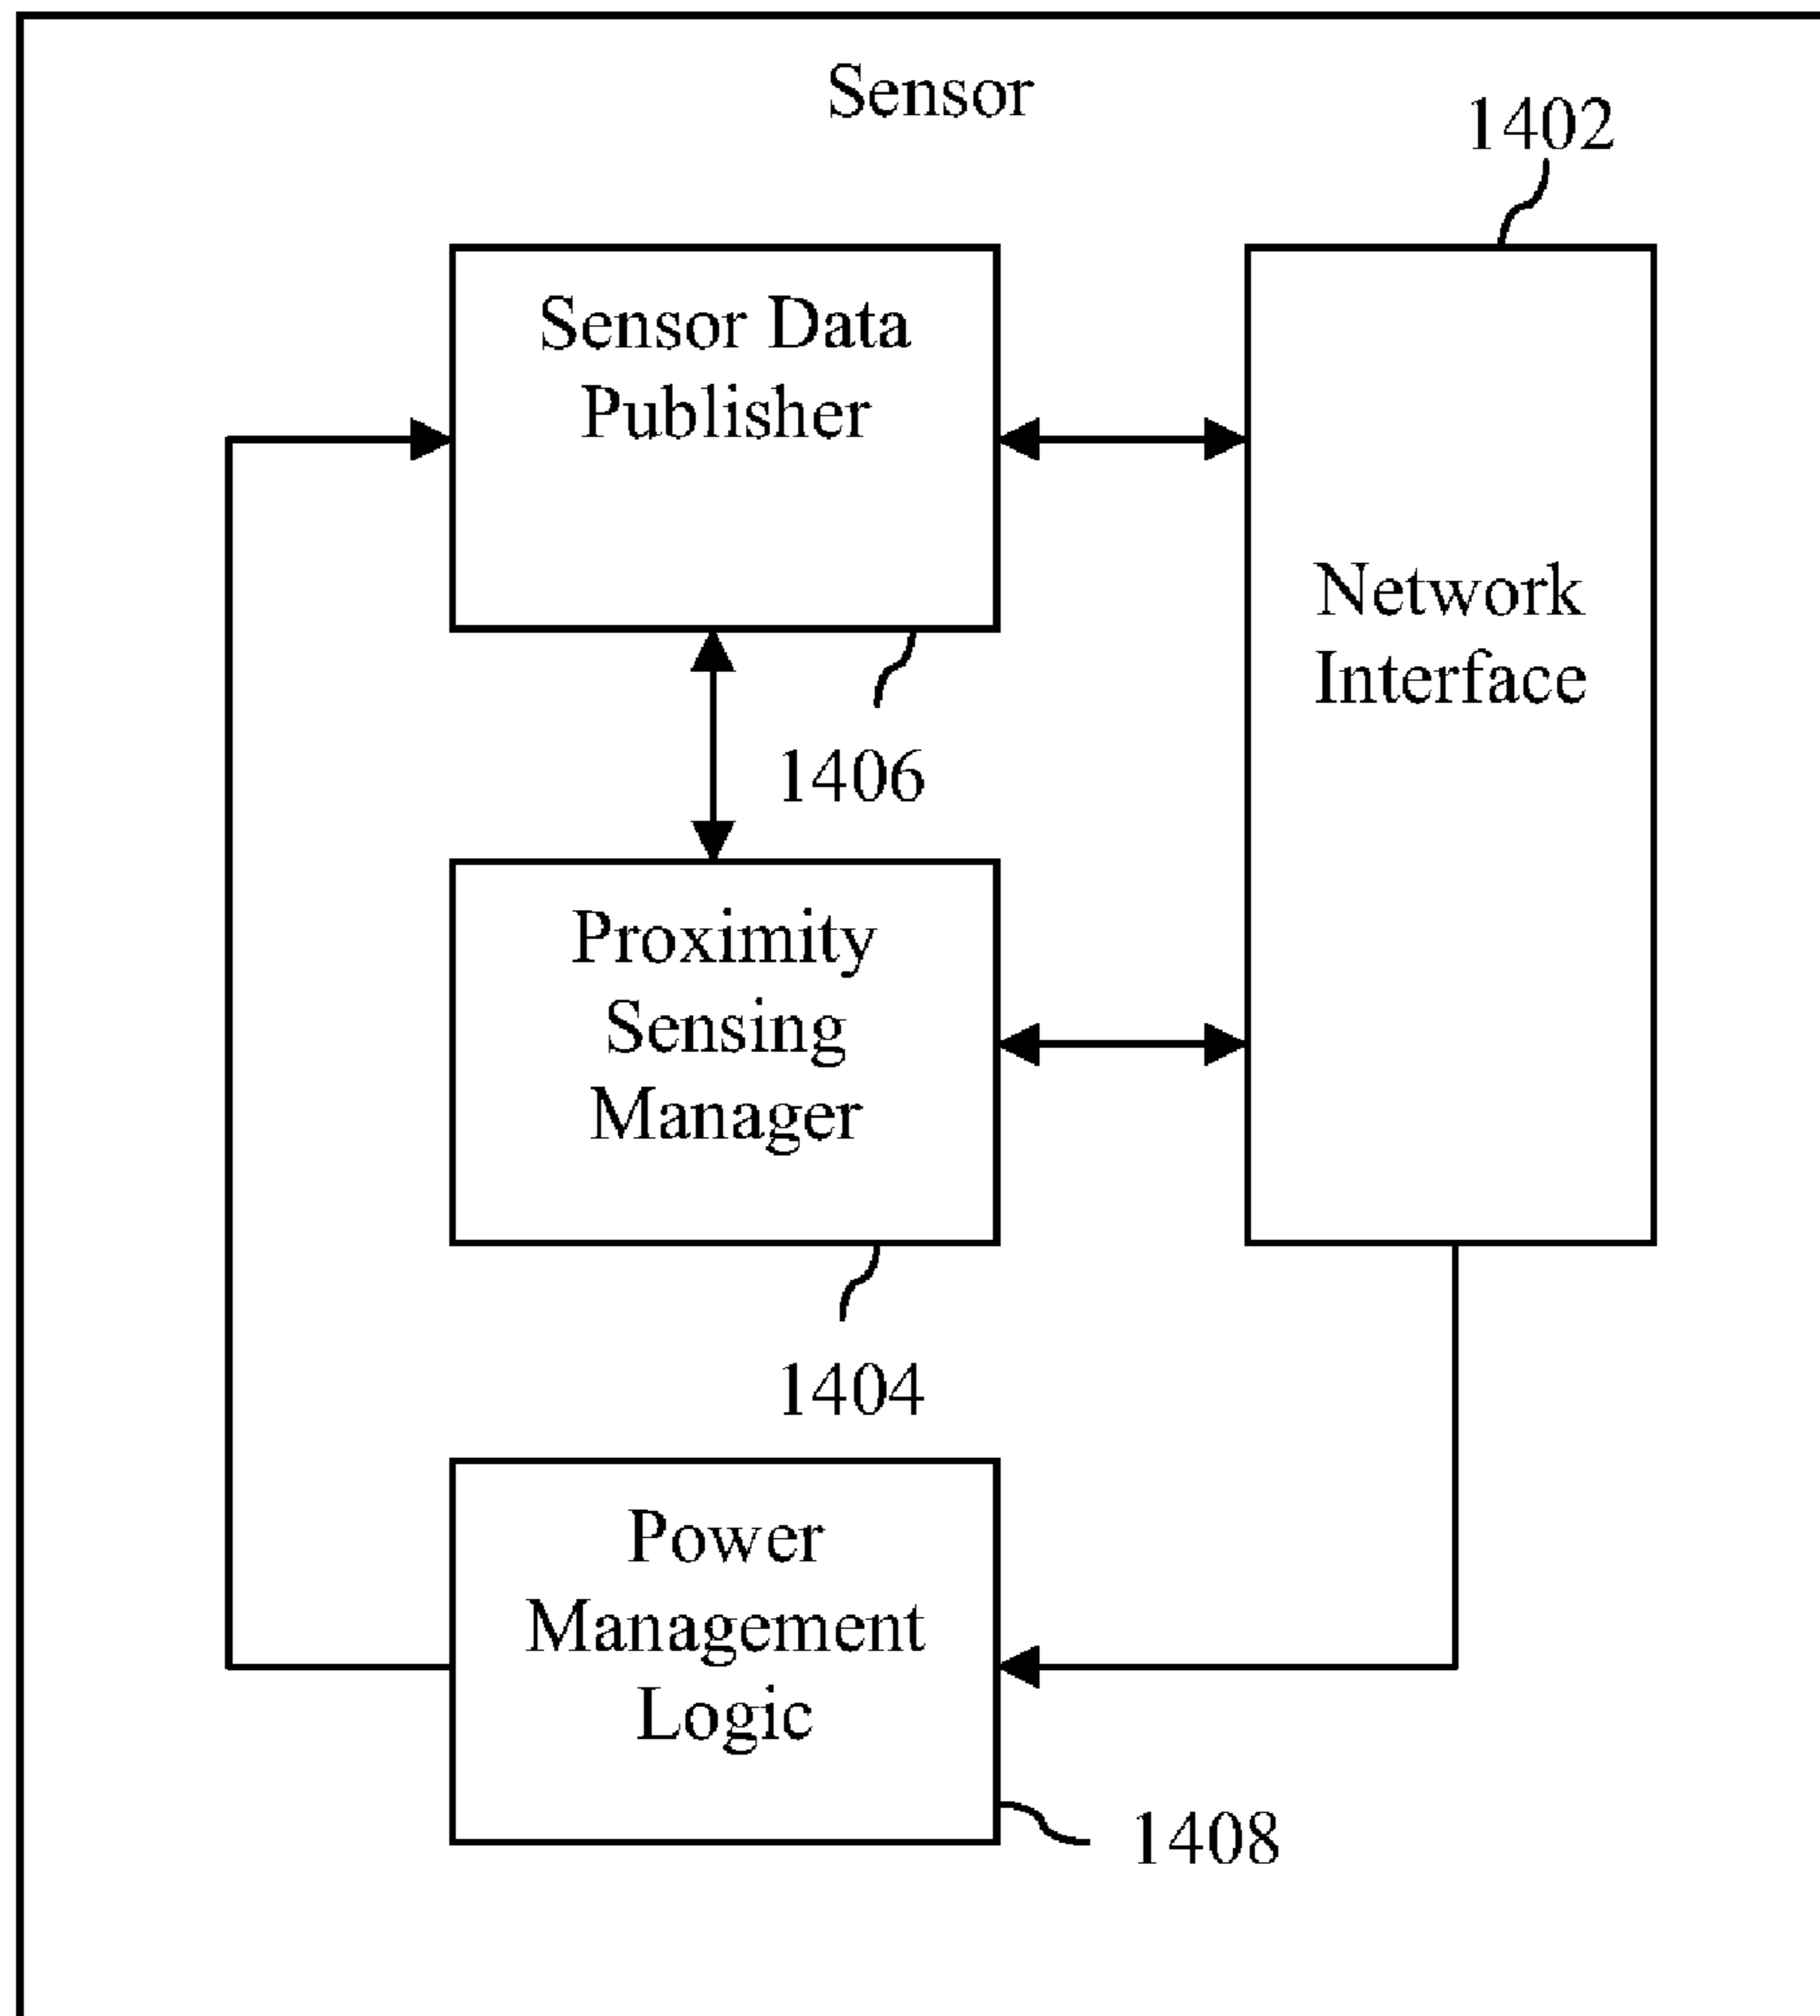 Sensor
1402
Sensor Data
Publisher
Network
Interface
1406
Proximity
Sensing
Manager
1404
Power
Management
Logic
1408